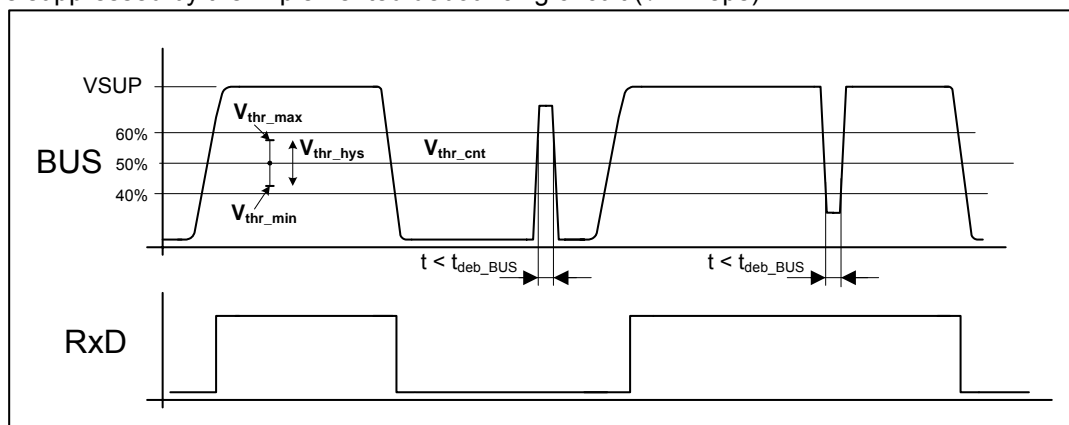 VSUP
V_thr_max
60%
V_thr_hys
V_thr_cnt
BUS
50%
40%
V_thr_min
t < t_deb_BUS
t < t_deb_BUS
RxD